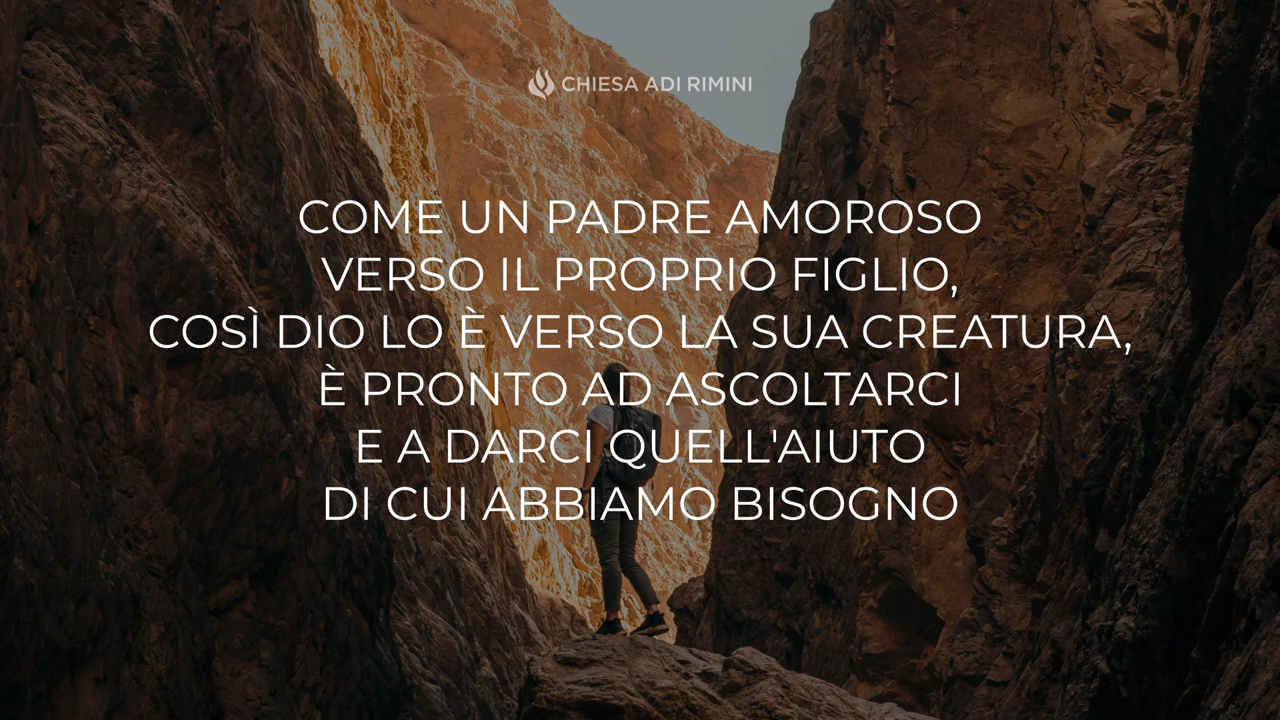 CHIESA ADI RIMINI
COME UN PADRE AMOROSO
VERSO IL PROPRIO FIGLIO,
COSÌ DIO LO È VERSO LA SUA CREATURA,
È PRONTO AD ASCOLTARCI
E A DARCI QUELL'AIUTO
DI CUI ABBIAMO BISOGNO